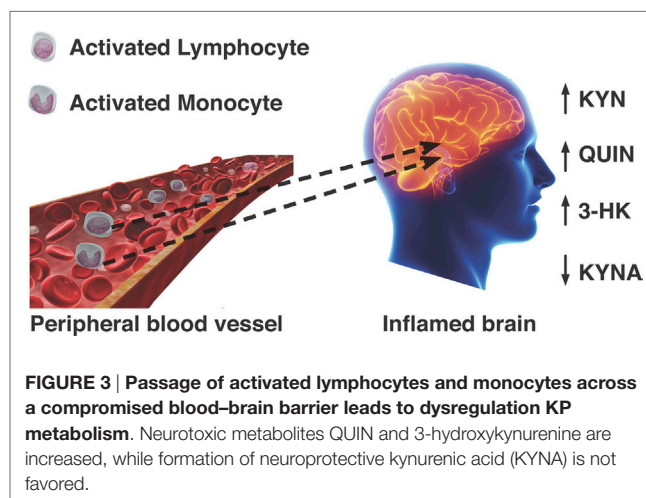 Activated Lymphocyte
Activated Monocyte
↑ KYN
↑ QUIN
↑ 3-HK
↓ KYNA
Peripheral blood vessel
Inflamed brain
FIGURE 3 | Passage of activated lymphocytes and monocytes across
a compromised blood–brain barrier leads to dysregulation KP
metabolism. Neurotoxic metabolites QUIN and 3-hydroxykynurenine are
increased, while formation of neuroprotective kynurenic acid (KYNA) is not
favored.